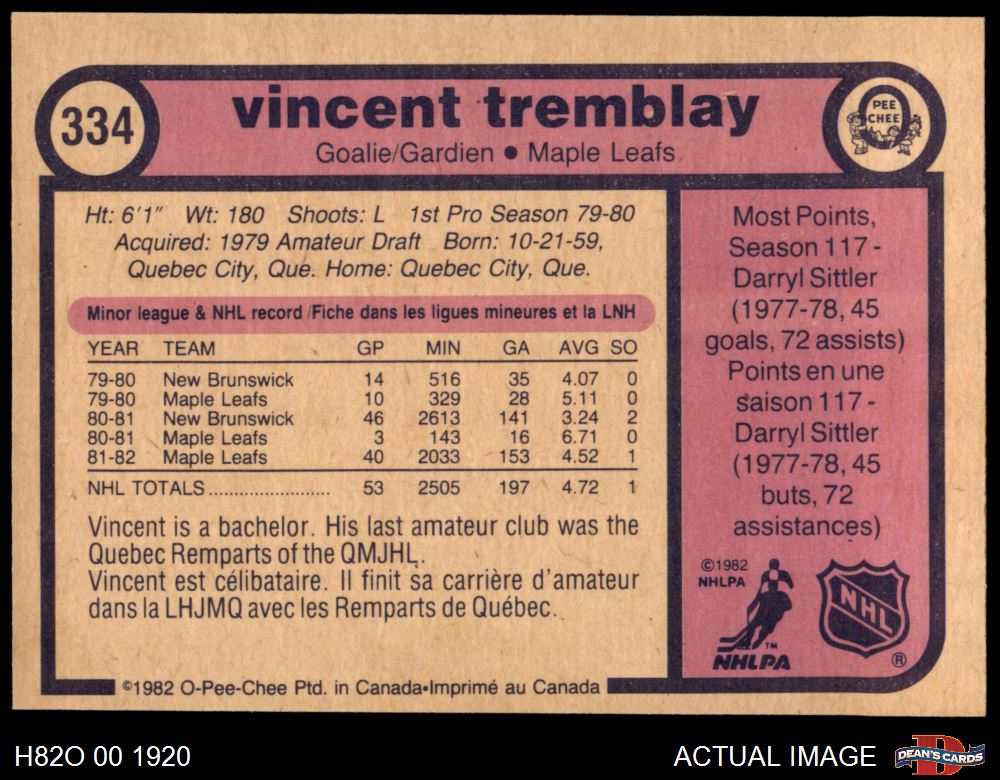 334
vincent tremblay
Goalie/Gardien • Maple Leafs
O
PEE
CHEE
Ht: 6'1" Wt: 180 Shoots: L 1st Pro Season 79-80
Acquired: 1979 Amateur Draft Born: 10-21-59,
Quebec City, Que. Home: Quebec City, Que.
Minor league & NHL record/Fiche dans les ligues mineures et la LNH
YEAR TEAM GP MIN GA AVG SO
79-80 New Brunswick 14 516 35 4.07 0
79-80 Maple Leafs 10 329 28 5.11 0
80-81 New Brunswick 46 2613 141 3.24 2
80-81 Maple Leafs 3 143 16 6.71 0
81-82 Maple Leafs 40 2033 153 4.52 1
NHL TOTALS........................ 53 2505 197 4.72 1
Vincent is a bachelor. His last amateur club was the
Quebec Remparts of the QMJHL.
Vincent est célibataire. Il finit sa carrière d'amateur
dans la LHJMQ avec les Remparts de Québec.
Most Points,
Season 117 -
Darryl Sittler
(1977-78, 45
goals, 72 assists)
Points en une
saison 117 -
Darryl Sittler
(1977-78, 45
buts, 72
assistances)
©1982
NHLPA
TM
NHLPA
NHL
®
©1982 O-Pee-Chee Ptd. in Canada•Imprimé au Canada
H82O 00 1920
ACTUAL IMAGE
D
DEAN'S CARDS